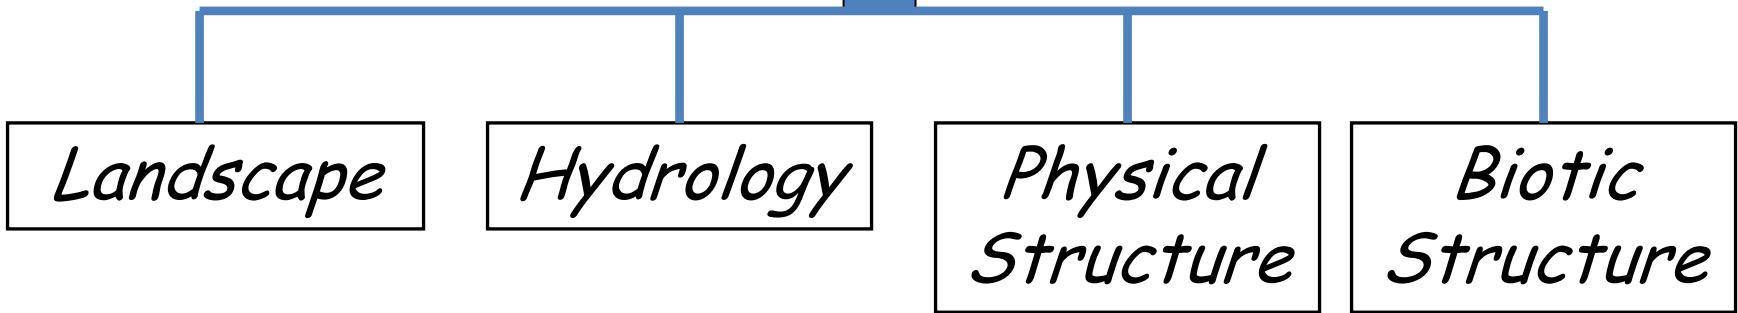 Landscape
Hydrology
Physical
Structure
Biotic
Structure